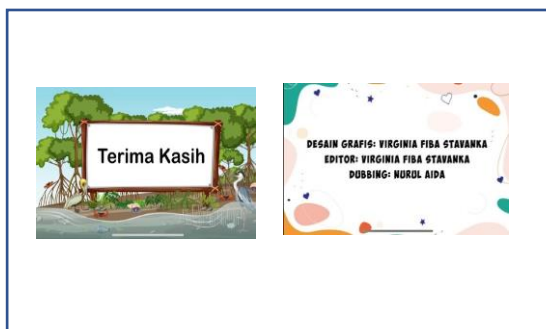 Terima Kasih
DESAIN GRAFIS: VIRGINIA FIBA STAVANKA
EDITOR: VIRGINIA FIBA STAVANKA
DUBBING: NURUL AIDA